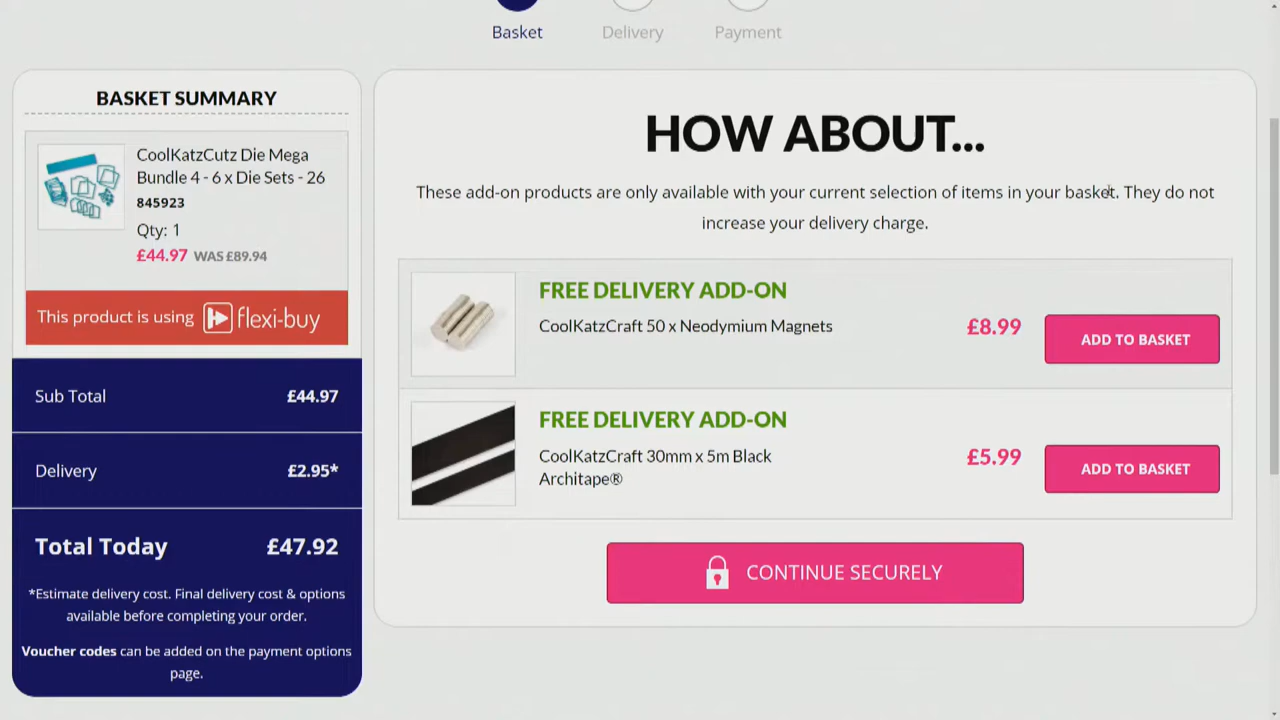 Basket
Delivery
Payment
BASKET SUMMARY
CoolKatzCutz Die Mega
Bundle 4 - 6 x Die Sets - 26
845923
Qty: 1
£44.97 WAS £89.94
This product is using flexi-buy
Sub Total £44.97
Delivery £2.95*
Total Today £47.92
*Estimate delivery cost. Final delivery cost & options
available before completing your order.
Voucher codes can be added on the payment options
page.
HOW ABOUT...
These add-on products are only available with your current selection of items in your basket. They do not
increase your delivery charge.
FREE DELIVERY ADD-ON
CoolKatzCraft 50 x Neodymium Magnets
£8.99
ADD TO BASKET
FREE DELIVERY ADD-ON
CoolKatzCraft 30mm x 5m Black
Architape®
£5.99
ADD TO BASKET
CONTINUE SECURELY